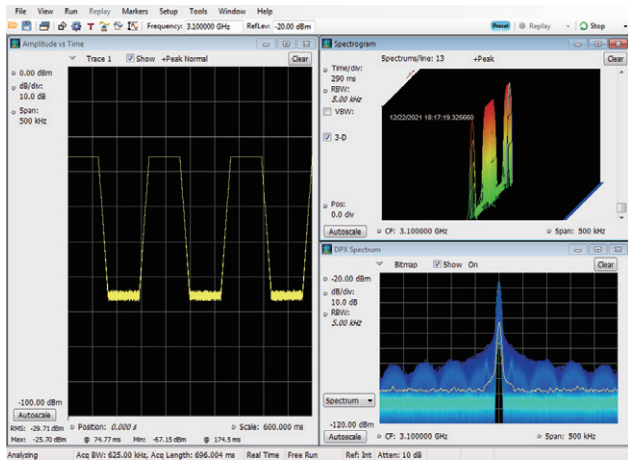 File View Run Replay Markers Setup Tools Window Help
Frequency: 3.100000 GHz RefLev: -20.00 dBm Preset Replay Stop
Amplitude vs Time
Trace 1 Show +Peak Normal Clear
0.00 dBm
dB/div:
10.0 dB
Span:
500 kHz
-100.00 dBm
Autoscale Position: 0.000 s Scale: 600.000 ms
RMS: -29.71 dBm
Max: -25.70 dBm @ 74.77 ms Min: -67.15 dBm @ 174.5 ms
Spectrogram
Spectrums/line: 13 +Peak Clear
Time/div:
290 ms
RBW:
5.00 kHz
VBW:
3-D
12/22/2021 18:17:19.325660
Pos:
0.0 div
Autoscale CF: 3.100000 GHz Span: 500 kHz
DPX Spectrum
Bitmap Show On Clear
-20.00 dBm
dB/div:
10.0 dB
RBW:
5.00 kHz
Spectrum
-120.00 dBm
Autoscale CF: 3.100000 GHz Span: 500 kHz
Analyzing Acq BW: 625.00 kHz, Acq Length: 696.004 ms Real Time Free Run Ref: Int Atten: 10 dB